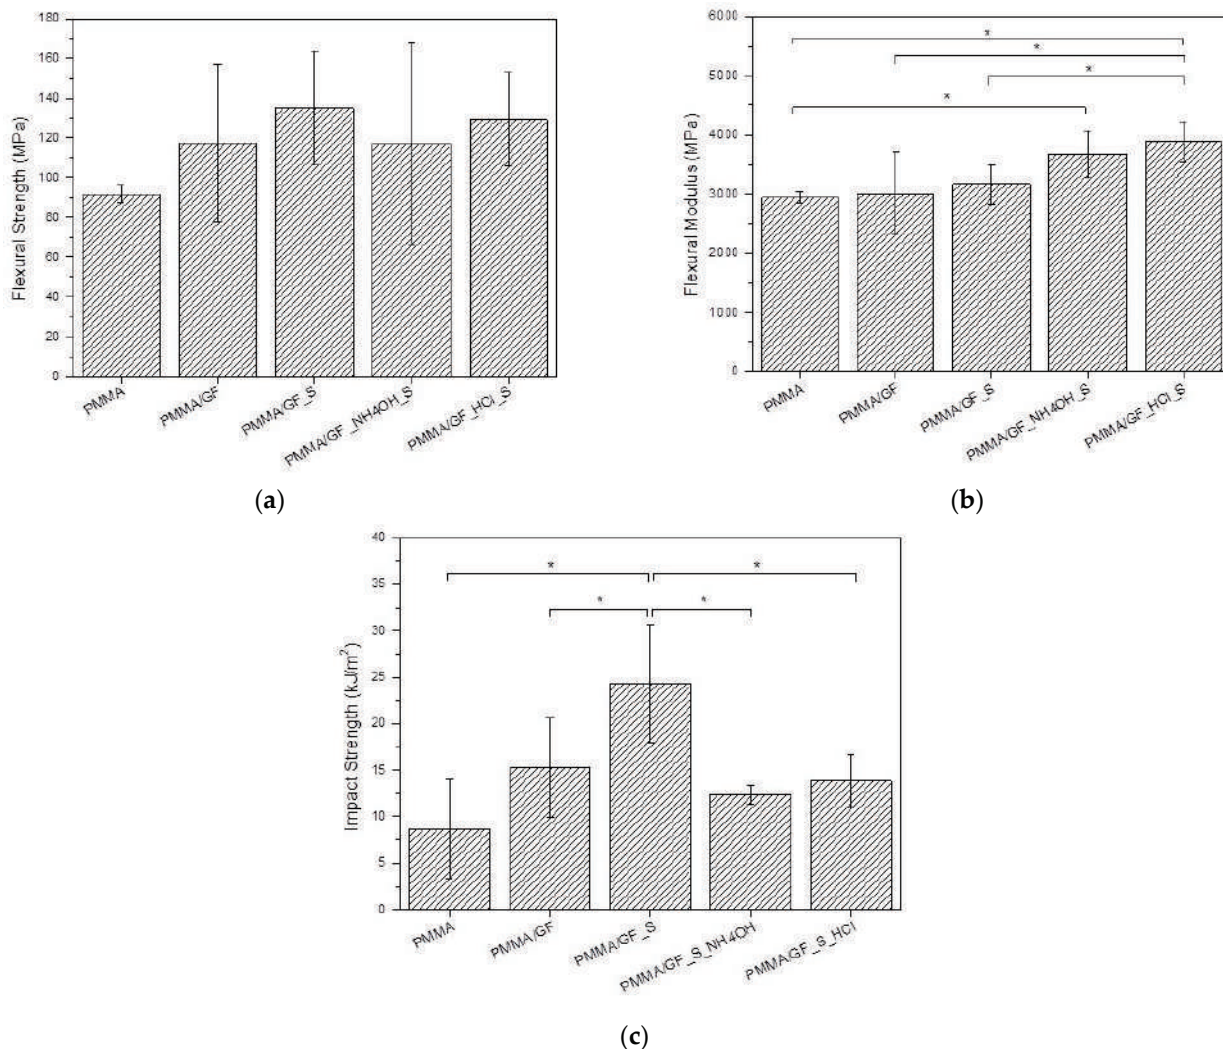 180
160
140
120
100
80
60
40
20
0
Flexural Strength (MPa)
PMMA
PMMA/GF
PMMA/GF_S
PMMA/GF_NH4OH_S
PMMA/GF_HCl_S
(a)
6000
5000
4000
3000
2000
1000
0
Flexural Modulus (MPa)
*
*
*
*
PMMA
PMMA/GF
PMMA/GF_S
PMMA/GF_NH4OH_S
PMMA/GF_HCl_S
(b)
40
35
30
25
20
15
10
5
0
Impact Strength (kJ/m²)
* *
* *
PMMA
PMMA/GF
PMMA/GF_S
PMMA/GF_S_NH4OH
PMMA/GF_S_HCl
(c)